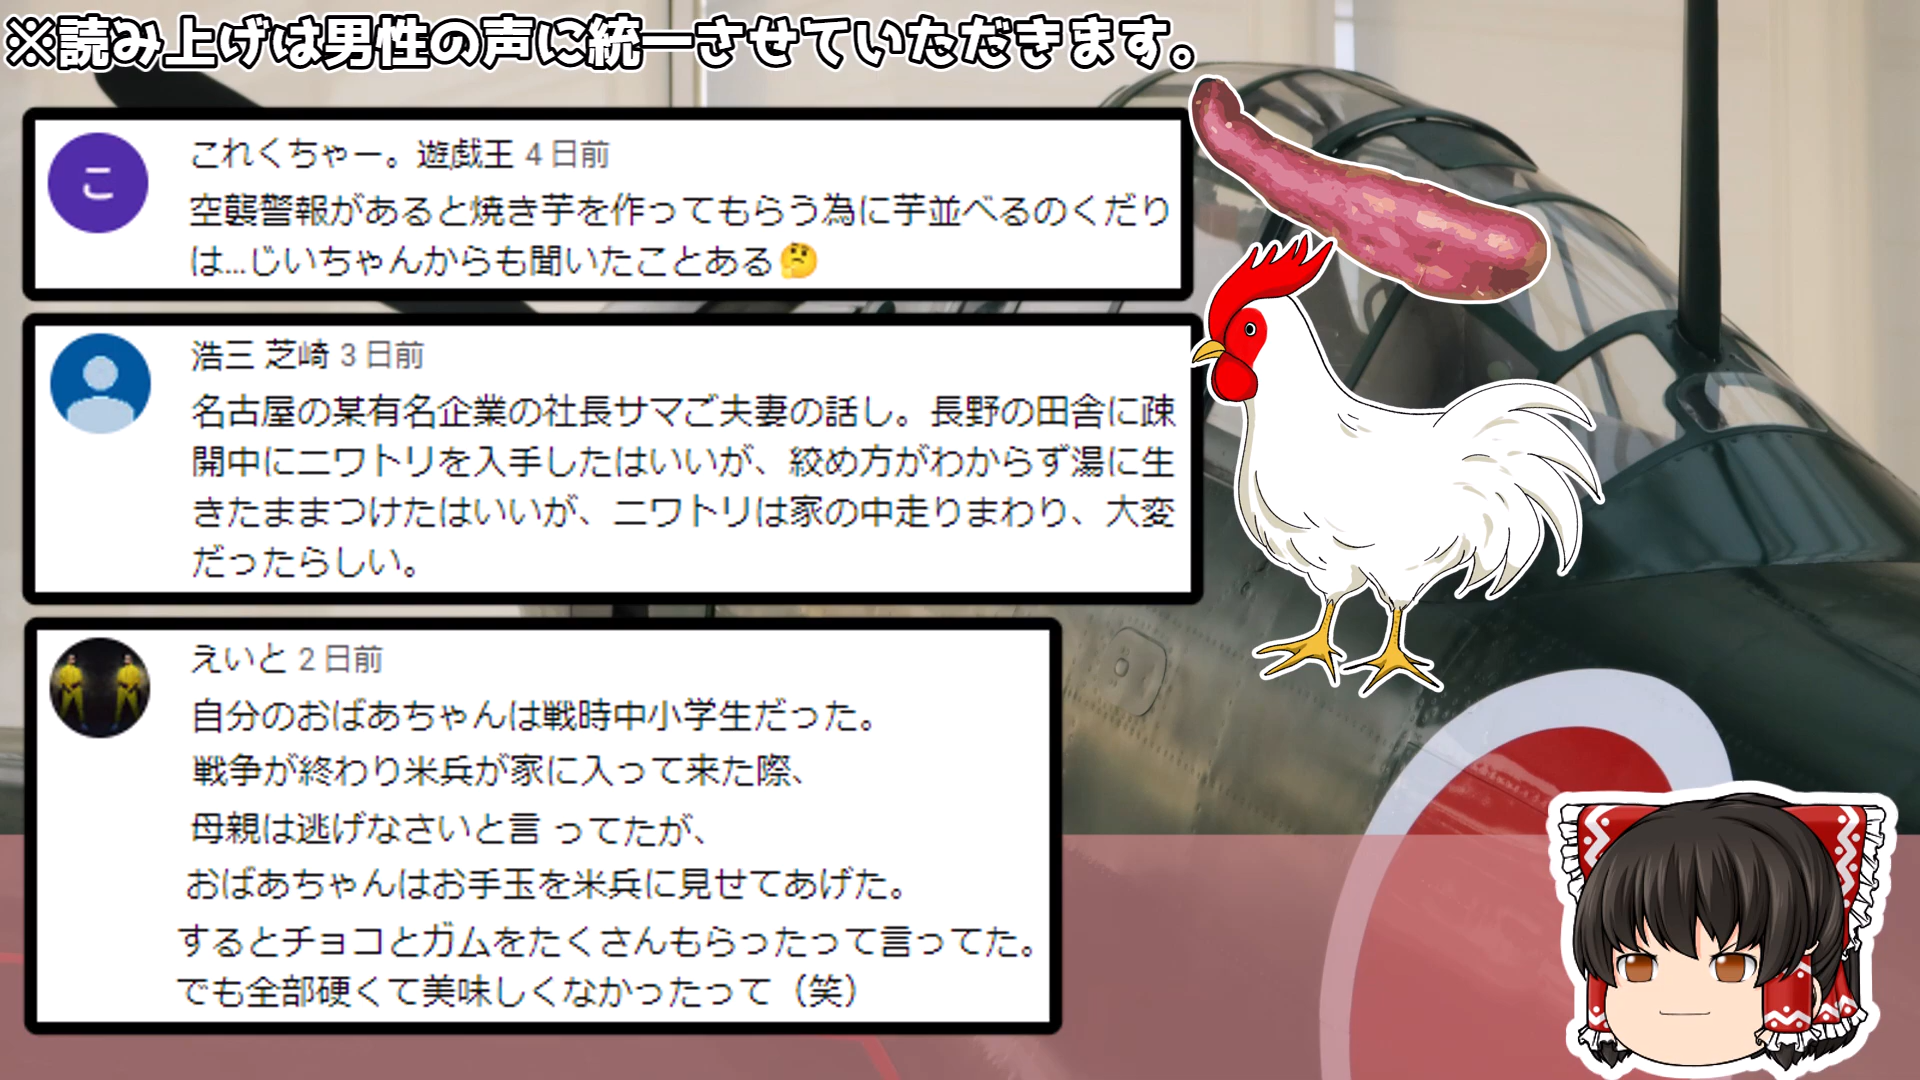 ※読み上げは男性の声に統一させていただきます。
こ
これくちゃー。遊戯王 4 日前
空襲警報があると焼き芋を作ってもらう為に芋並べるのくだり
は...じいちゃんからも聞いたことある🤔
浩三 芝崎 3 日前
名古屋の某有名企業の社長サマご夫妻の話し。長野の田舎に疎
開中にニワトリを入手したはいいが、絞め方がわからず湯に生
きたままつけたはいいが、ニワトリは家の中走りまわり、大変
だったらしい。
えいと 2 日前
自分のおばあちゃんは戦時中小学生だった。
戦争が終わり米兵が家に入って来た際、
母親は逃げなさいと言 ってたが、
おばあちゃんはお手玉を米兵に見せてあげた。
するとチョコとガムをたくさんもらったって言ってた。
でも全部硬くて美味しくなかったって（笑）